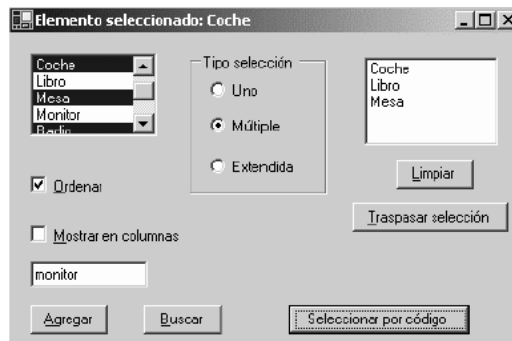 Elemento seleccionado: Coche
Coche
Libro
Mesa
Monitor
Radio
Tipo selección
Uno
Múltiple
Extendida
Coche
Libro
Mesa
Limpiar
Traspasar selección
Ordenar
Mostrar en columnas
monitor
Agregar
Buscar
Seleccionar por código